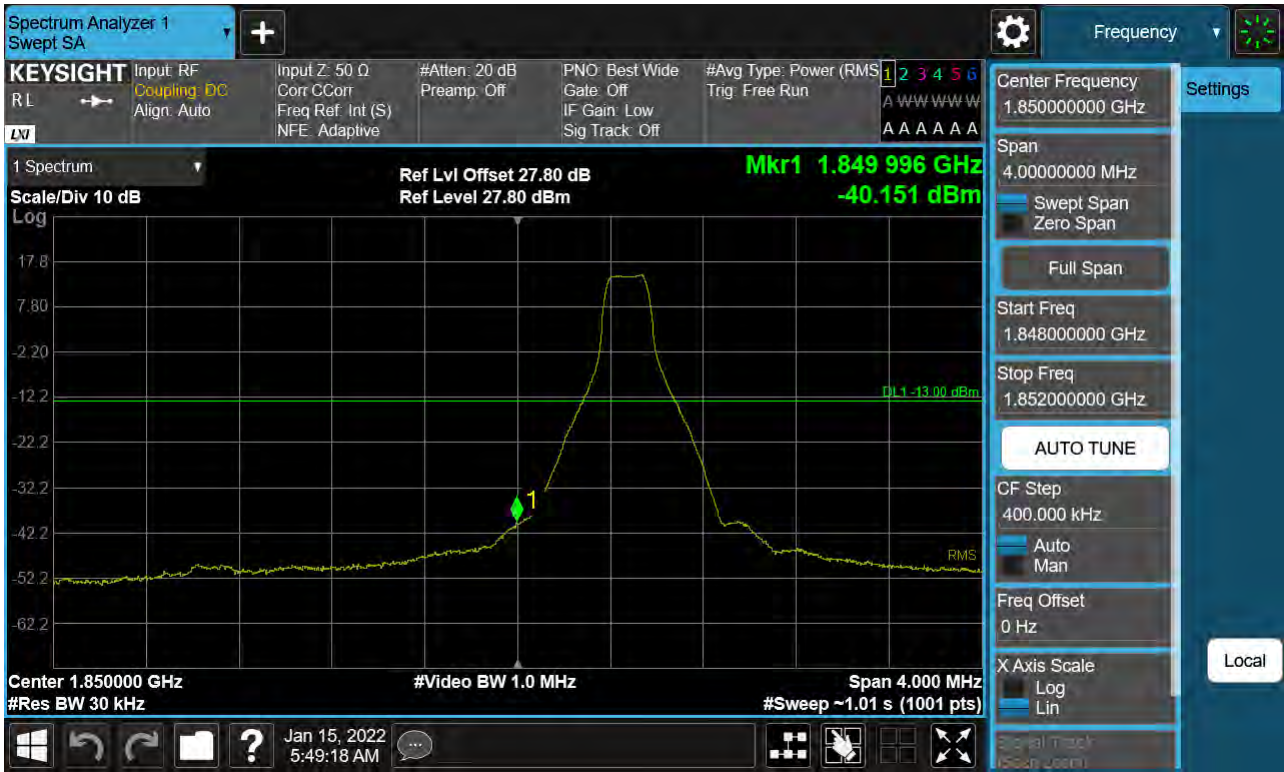 Spectrum Analyzer 1
Swept SA
+
Frequency
KEYSIGHT
RL
LXI
Input: RF
Coupling: DC
Align: Auto
Input Z: 50 Ω
Corr CCorr
Freq Ref: Int (S)
NFE: Adaptive
#Atten: 20 dB
Preamp: Off
PNO: Best Wide
Gate: Off
IF Gain: Low
Sig Track: Off
#Avg Type: Power (RMS
Trig: Free Run
1 2 3 4 5 6
A W W W W W
A A A A A A
1 Spectrum
Scale/Div 10 dB
Ref Lvl Offset 27.80 dB
Ref Level 27.80 dBm
Mkr1 1.849 996 GHz
-40.151 dBm
Log
17.8
7.80
-2.20
-12.2
-22.2
-32.2
-42.2
-52.2
-62.2
DL1 -13.00 dBm
1
RMS
Center 1.850000 GHz
#Res BW 30 kHz
#Video BW 1.0 MHz
Span 4.000 MHz
#Sweep ~1.01 s (1001 pts)
Center Frequency
1.850000000 GHz
Span
4.00000000 MHz
Swept Span
Zero Span
Full Span
Start Freq
1.848000000 GHz
Stop Freq
1.852000000 GHz
AUTO TUNE
CF Step
400.000 kHz
Auto
Man
Freq Offset
0 Hz
X Axis Scale
Log
Lin
Signal Track
(Span Zoom)
Settings
Local
?
Jan 15, 2022
5:49:18 AM